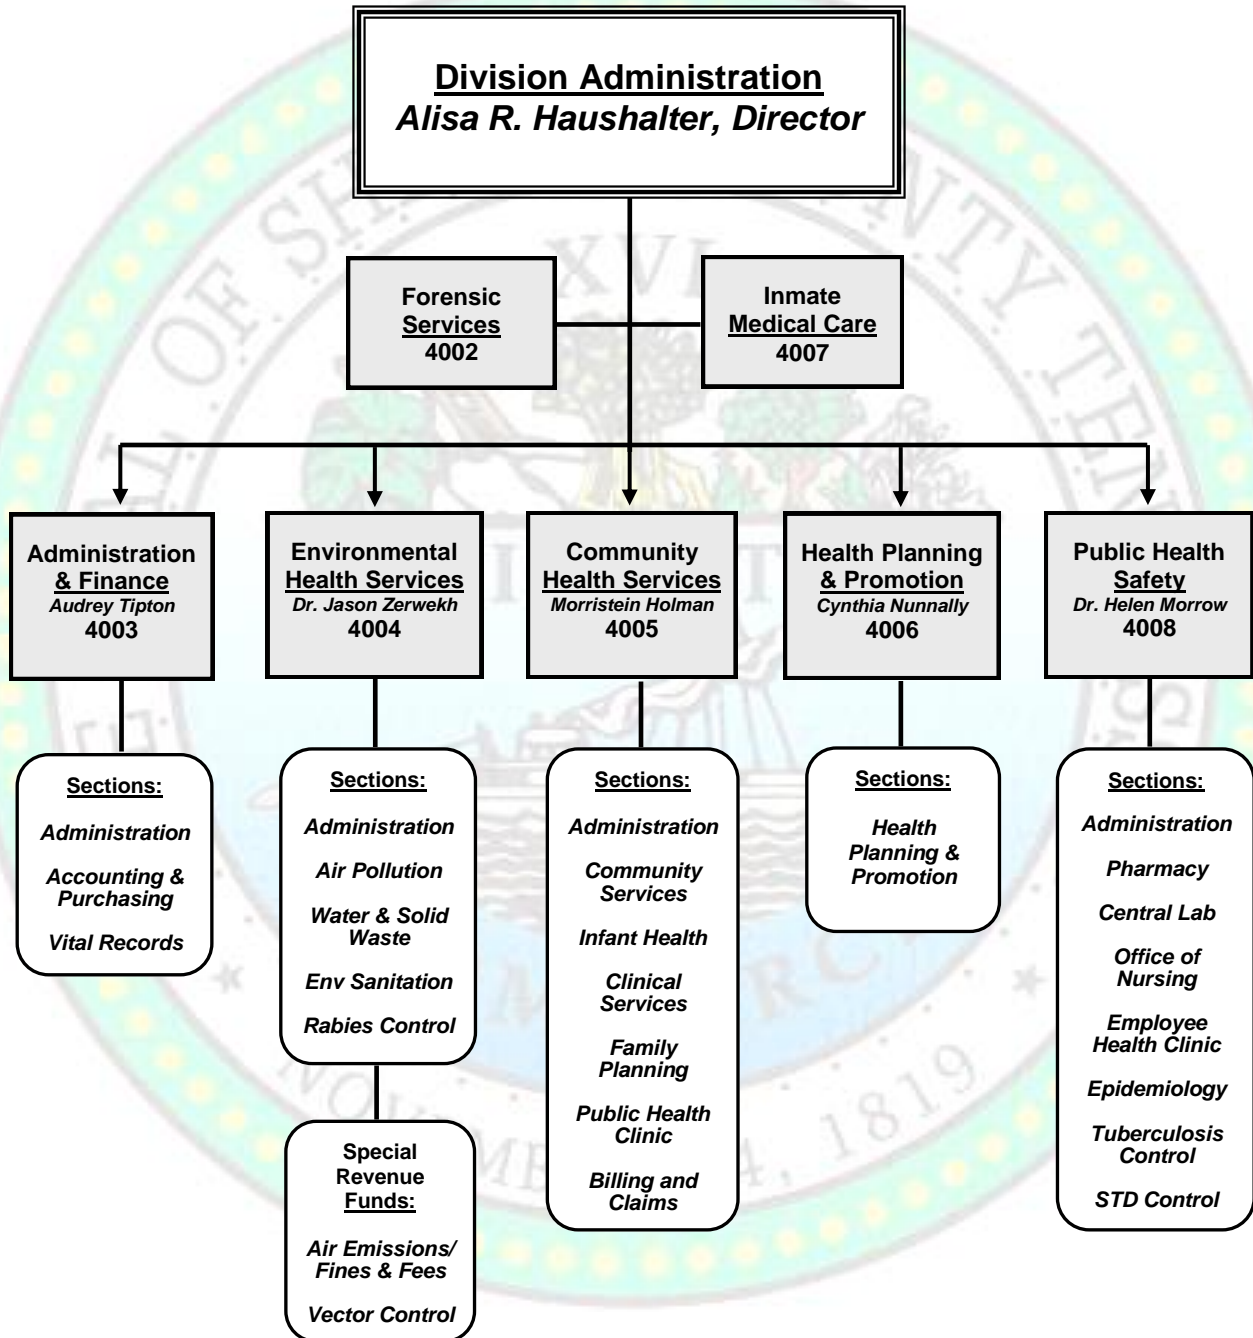 Division Administration
Alisa R. Haushalter, Director
Forensic
Services
4002
Inmate
Medical Care
4007
Administration
& Finance
Audrey Tipton
4003
Environmental
Health Services
Dr. Jason Zerwekh
4004
Community
Health Services
Morristein Holman
4005
Health Planning
& Promotion
Cynthia Nunnally
4006
Public Health
Safety
Dr. Helen Morrow
4008
Sections:
Administration
Accounting &
Purchasing
Vital Records
Sections:
Administration
Air Pollution
Water & Solid
Waste
Env Sanitation
Rabies Control
Special
Revenue
Funds:
Air Emissions/
Fines & Fees
Vector Control
Sections:
Administration
Community
Services
Infant Health
Clinical
Services
Family
Planning
Public Health
Clinic
Billing and
Claims
Sections:
Health
Planning &
Promotion
Sections:
Administration
Pharmacy
Central Lab
Office of
Nursing
Employee
Health Clinic
Epidemiology
Tuberculosis
Control
STD Control
XVI
1819